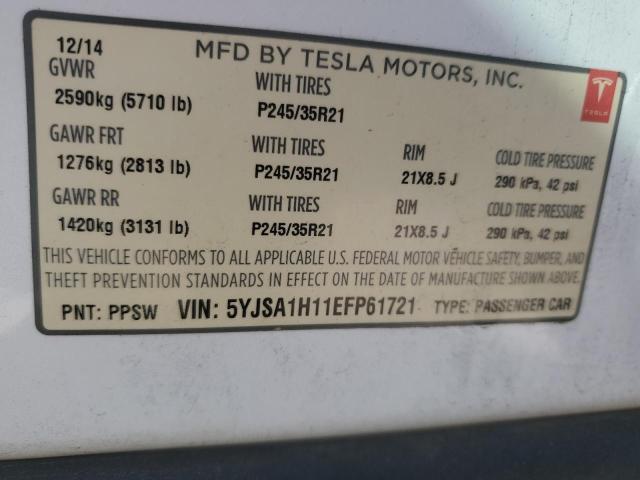 12/14 MFD BY TESLA MOTORS, INC.
GVWR WITH TIRES
2590kg (5710 lb) P245/35R21
TESLA
GAWR FRT WITH TIRES RIM COLD TIRE PRESSURE
1276kg (2813 lb) P245/35R21 21X8.5 J 290 kPa, 42 psi
GAWR RR WITH TIRES RIM COLD TIRE PRESSURE
1420kg (3131 lb) P245/35R21 21X8.5 J 290 kPa, 42 psi
THIS VEHICLE CONFORMS TO ALL APPLICABLE U.S. FEDERAL MOTOR VEHICLE SAFETY, BUMPER, AND
THEFT PREVENTION STANDARDS IN EFFECT ON THE DATE OF MANUFACTURE SHOWN ABOVE.
PNT: PPSW VIN: 5YJSA1H11EFP61721 TYPE: PASSENGER CAR